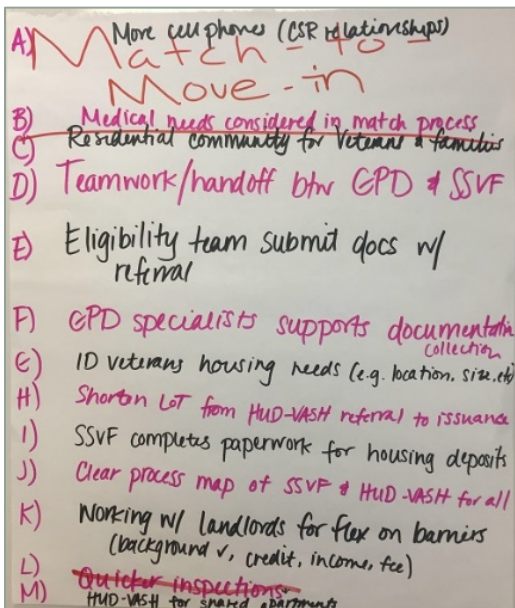 A) More cell phones (CSR relationships)
Match - to -
Move-in
B) Medical needs considered in match process
C) Residential community for Veterans & families
D) Teamwork/handoff btw GPD & SSVF
E) Eligibility team submit docs w/
referral
F) GPD specialists supports documentation
collection
G) ID veterans housing needs (e.g. location, size, etc)
H) Shorten LOT from HUD-VASH referral to issuance
I) SSVF completes paperwork for housing deposits
J) Clear process map of SSVF & HUD-VASH for all
K) Working w/ landlords for flex on barriers
(background ✓, credit, income, fee)
L) Quicker inspections
M) HUD-VASH for shared apartments